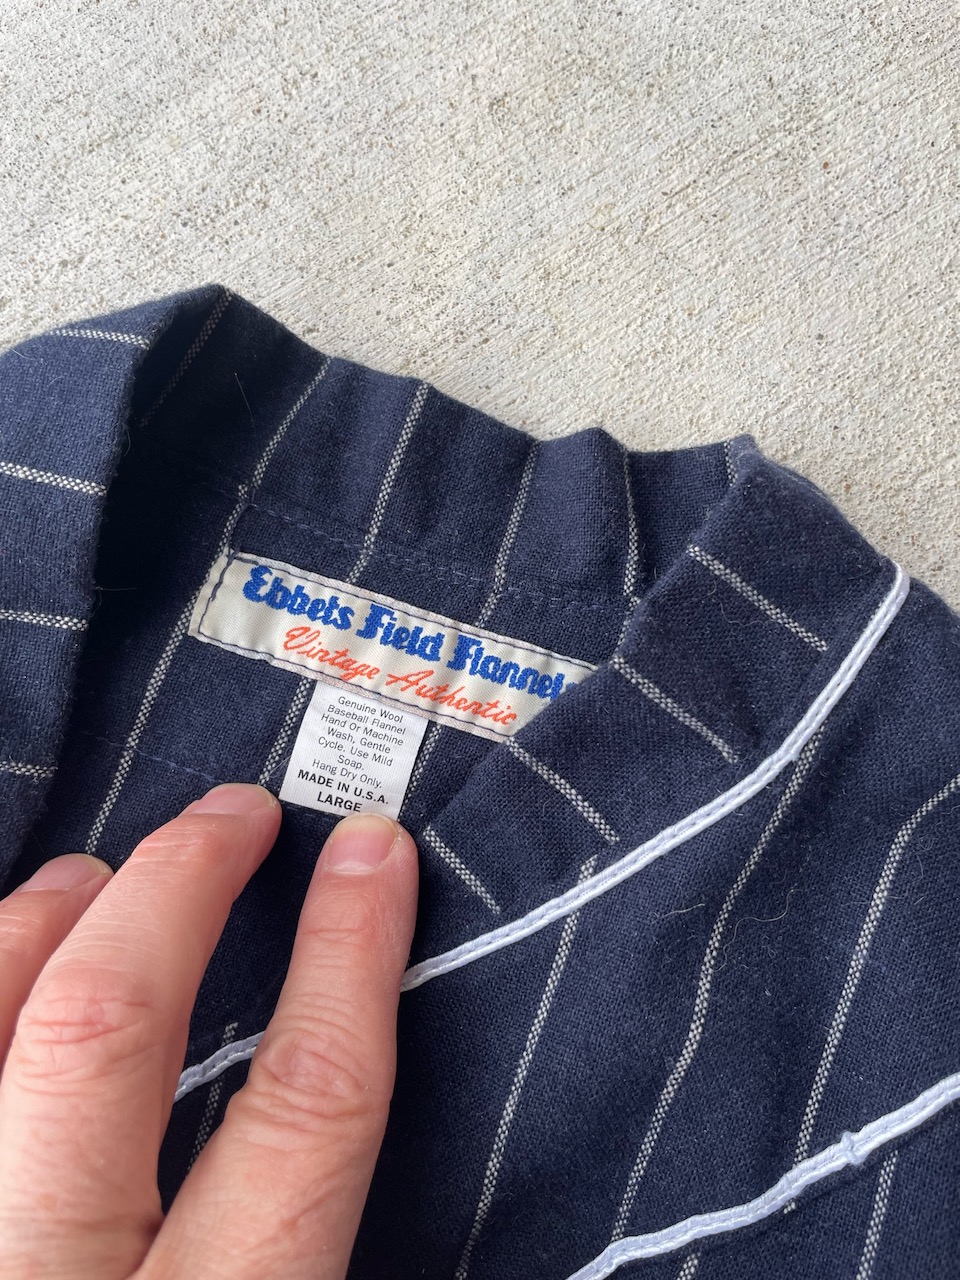 Ebbets Field Flannels
Vintage Authentic
Genuine Wool
Baseball Flannel
Hand Or Machine
Wash, Gentle
Cycle. Use Mild
Soap.
Hang Dry Only.
MADE IN U.S.A.
LARGE